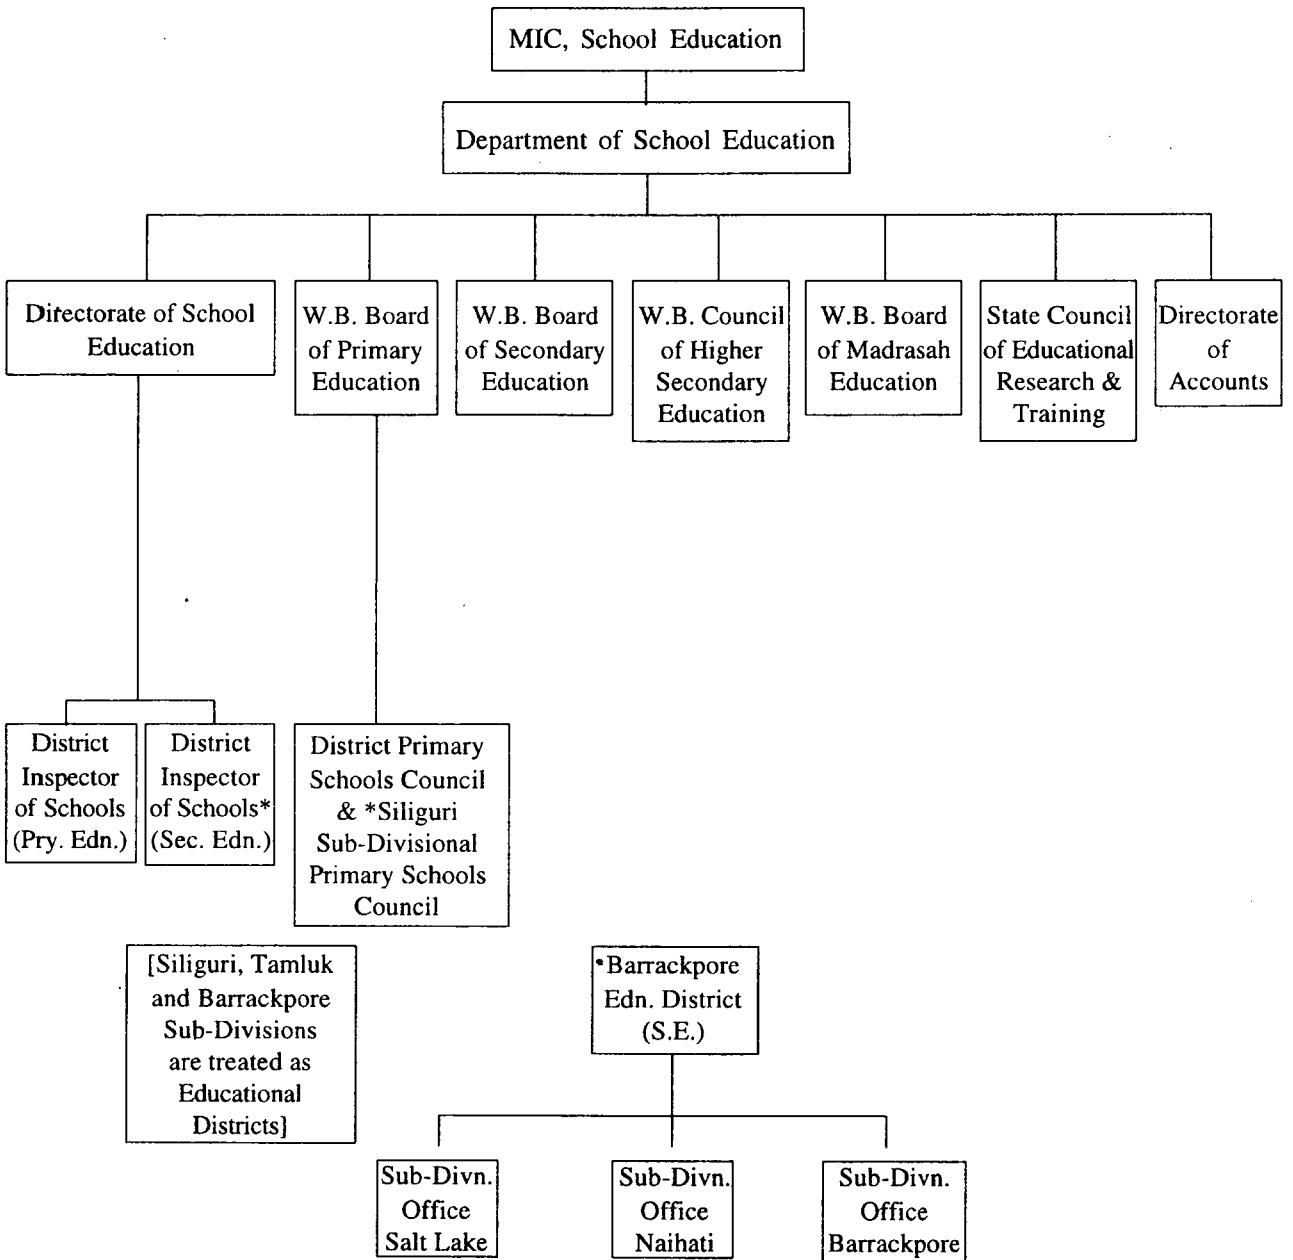 MIC, School Education
Department of School Education
Directorate of School
Education
W.B. Board
of Primary
Education
W.B. Board
of Secondary
Education
W.B. Council
of Higher
Secondary
Education
W.B. Board
of Madrasah
Education
State Council
of Educational
Research &
Training
Directorate
of
Accounts
District
Inspector
of Schools
(Pry. Edn.)
District
Inspector
of Schools*
(Sec. Edn.)
District Primary
Schools Council
& *Siliguri
Sub-Divisional
Primary Schools
Council
[Siliguri, Tamluk
and Barrackpore
Sub-Divisions
are treated as
Educational
Districts]
*Barrackpore
Edn. District
(S.E.)
Sub-Divn.
Office
Salt Lake
Sub-Divn.
Office
Naihati
Sub-Divn.
Office
Barrackpore